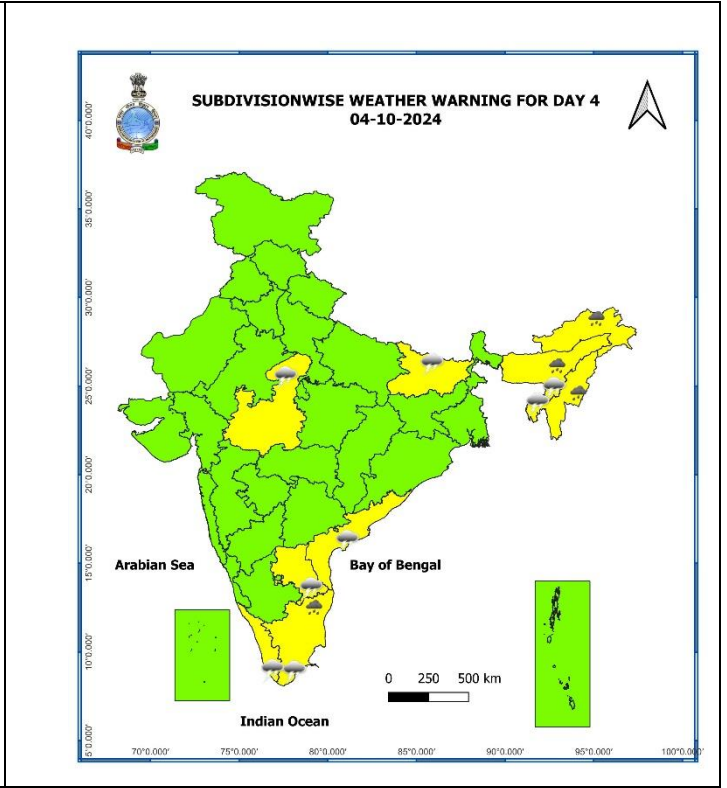 SUBDIVISIONWISE WEATHER WARNING FOR DAY 4
04-10-2024
40°0.000'
35°0.000'
30°0.000'
25°0.000'
20°0.000'
15°0.000'
10°0.000'
5°0.000'
Arabian Sea
Bay of Bengal
0 250 500 km
Indian Ocean
70°0.000' 75°0.000' 80°0.000' 85°0.000' 90°0.000' 95°0.000' 100°0.000'